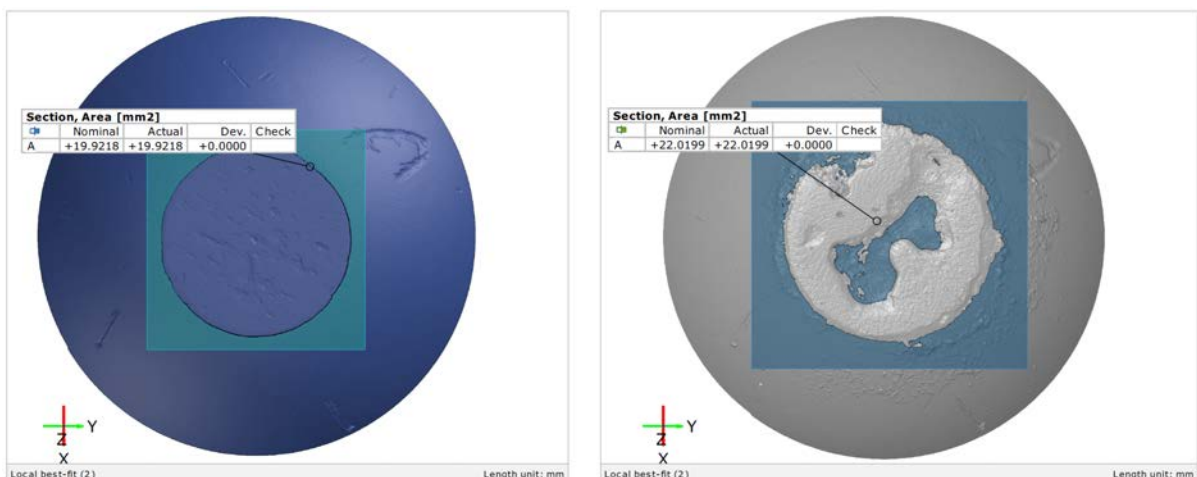 Section, Area [mm2]
Nominal Actual Dev. Check
A +19.9218 +19.9218 +0.0000
Y
Z
X
Local best-fit (2) Length unit: mm
Section, Area [mm2]
Nominal Actual Dev. Check
A +22.0199 +22.0199 +0.0000
Y
Z
X
Local best-fit (2) Length unit: mm